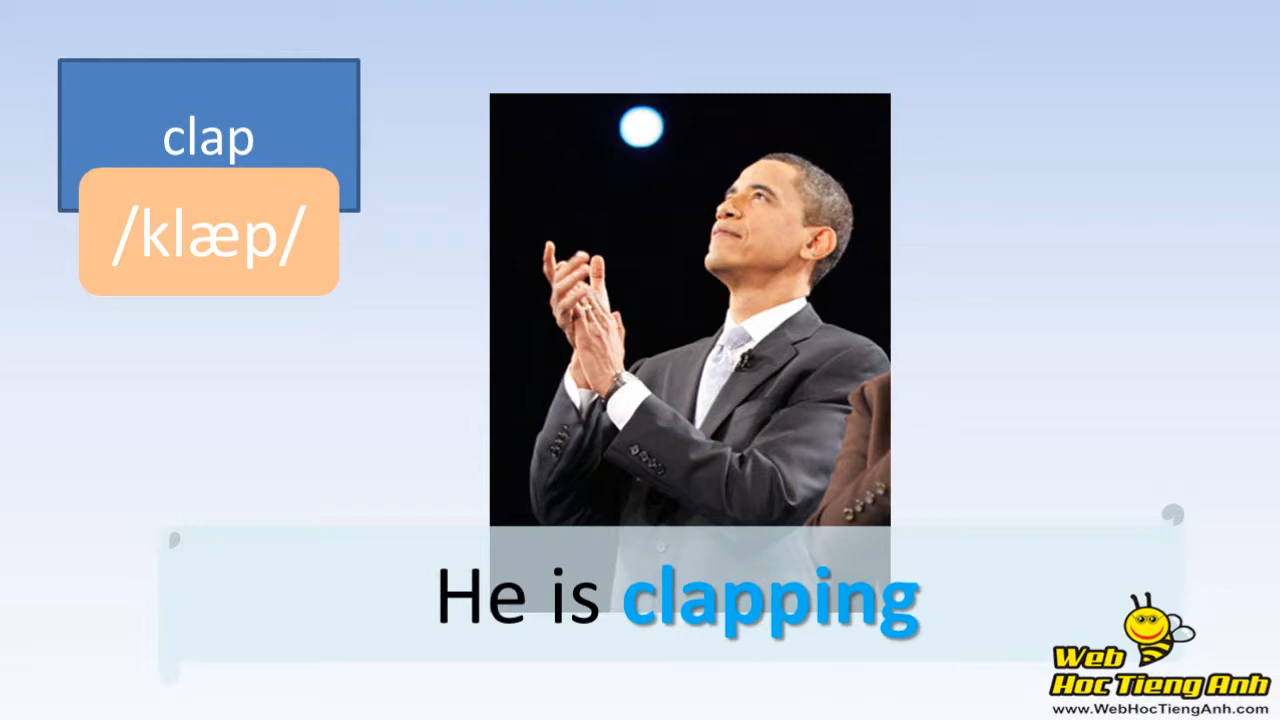 clap
/klæp/
He is clapping
Web
Hoc Tieng Anh
www.WebHocTiengAnh.com